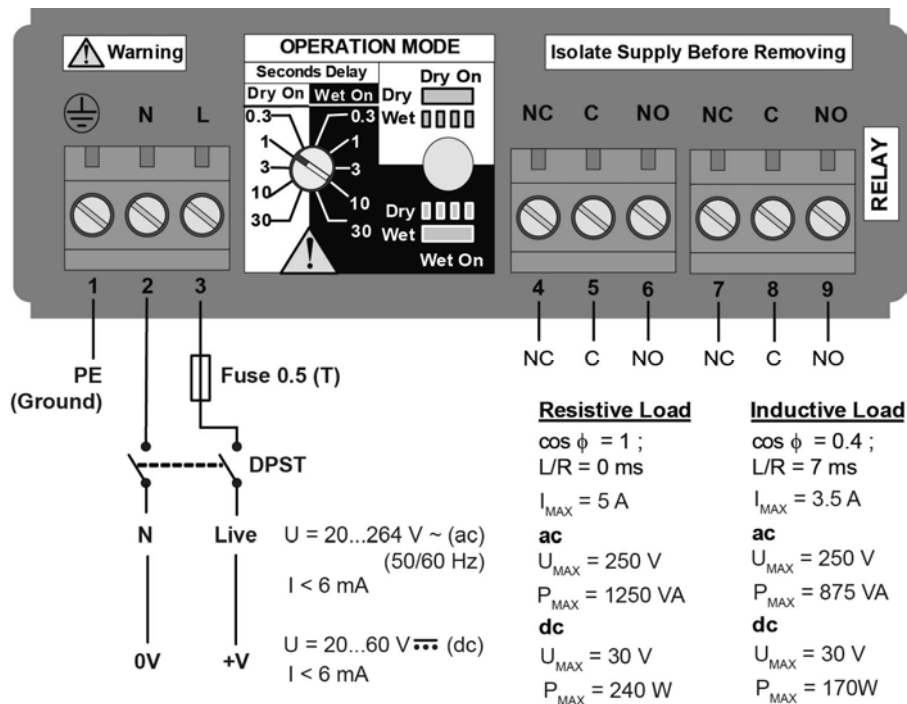 Warning
OPERATION MODE
Seconds Delay
Dry On Wet On
0.3 0.3
1 1
3 3
10 10
30 30
Dry On
Dry
Wet
Dry
Wet
Wet On
Isolate Supply Before Removing
N L
NC C NO NC C NO
RELAY
1 2 3 4 5 6 7 8 9
PE
(Ground)
Fuse 0.5 (T)
DPST
N Live
0V +V
U = 20...264 V ~ (ac)
(50/60 Hz)
I < 6 mA
U = 20...60 V ⎓ (dc)
I < 6 mA
NC C NO NC C NO
Resistive Load
cos ϕ = 1 ;
L/R = 0 ms
I_MAX = 5 A
ac
U_MAX = 250 V
P_MAX = 1250 VA
dc
U_MAX = 30 V
P_MAX = 240 W
Inductive Load
cos ϕ = 0.4 ;
L/R = 7 ms
I_MAX = 3.5 A
ac
U_MAX = 250 V
P_MAX = 875 VA
dc
U_MAX = 30 V
P_MAX = 170W